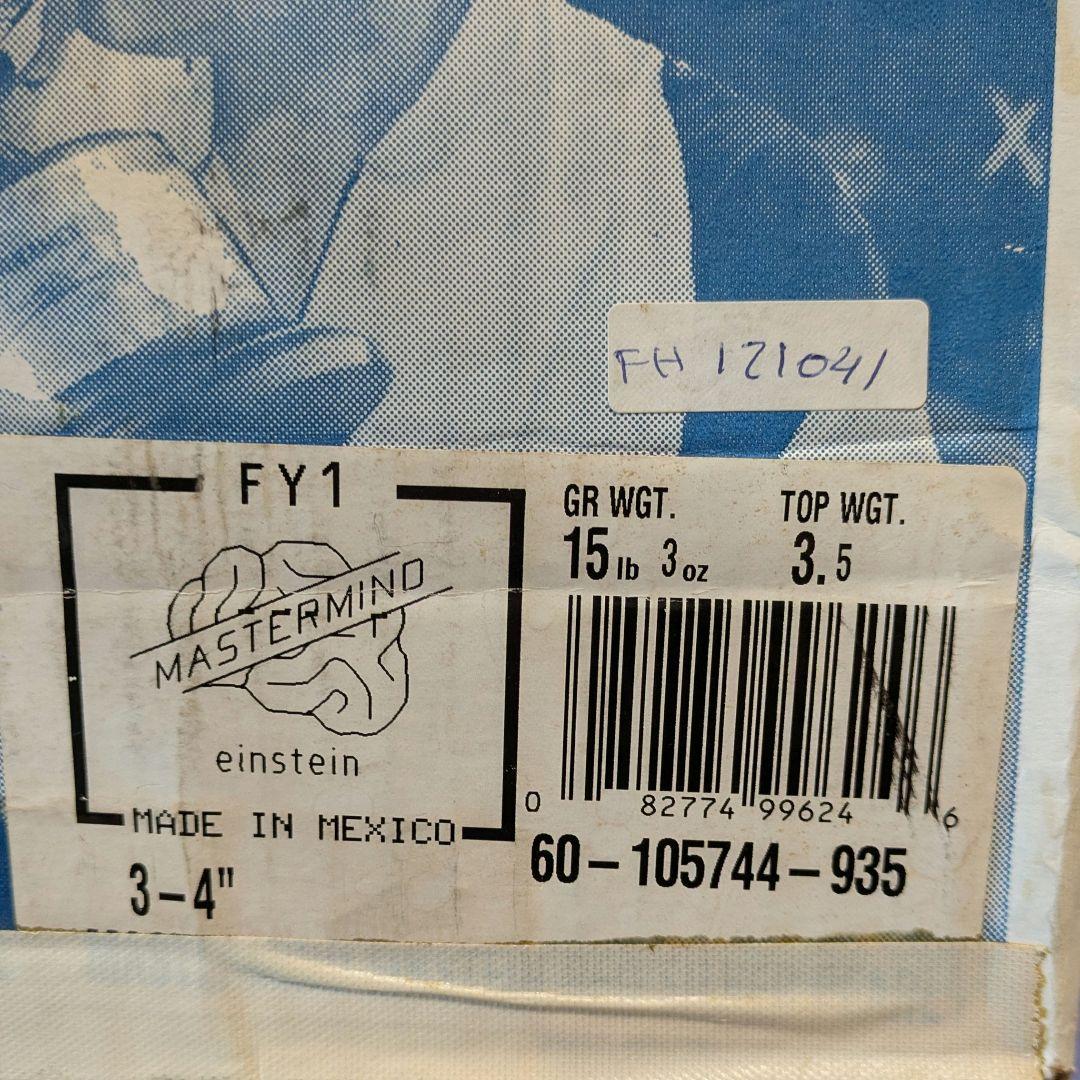 FH 121041
FY1
MASTERMIND
einstein
MADE IN MEXICO
3-4"
GR WGT. TOP WGT.
15 lb 3 oz 3.5
0 82774 99624 6
60-105744-935